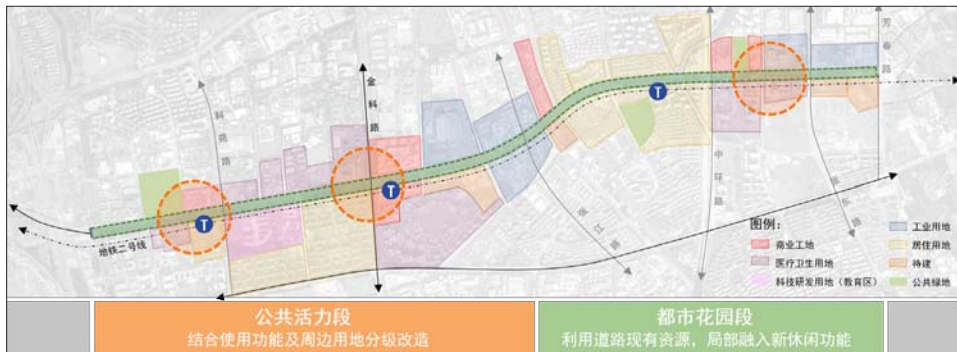 芳春路
科苑路
金科路
T
T
T
T
中环路
张江路
地铁二号线
图例：
商业工地
医疗卫生用地
科技研发用地（教育区）
工业用地
居住用地
待建
公共绿地
公共活力段
结合使用功能及周边用地分级改造
都市花园段
利用道路现有资源，局部融入新休闲功能